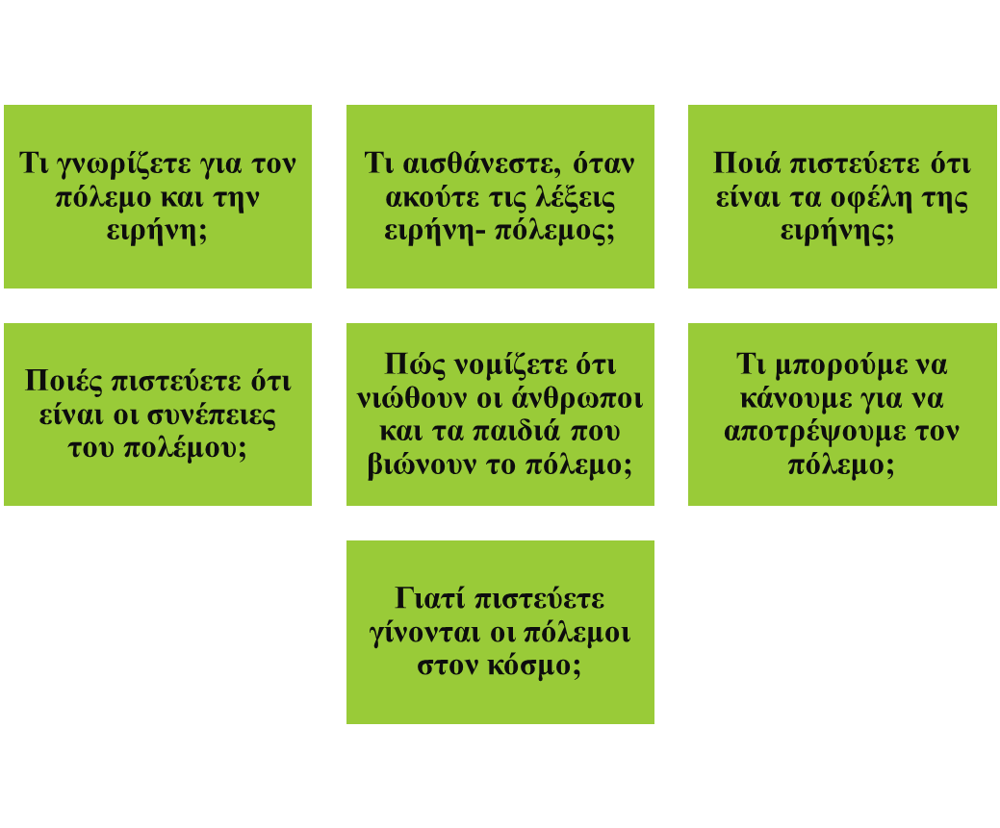 Τι γνωρίζετε για τον
πόλεμο και την
ειρήνη;
Τι αισθάνεστε, όταν
ακούτε τις λέξεις
ειρήνη- πόλεμος;
Ποιά πιστεύετε ότι
είναι τα οφέλη της
ειρήνης;
Ποιές πιστεύετε ότι
είναι οι συνέπειες
του πολέμου;
Πώς νομίζετε ότι
νιώθουν οι άνθρωποι
και τα παιδιά που
βιώνουν το πόλεμο;
Τι μπορούμε να
κάνουμε για να
αποτρέψουμε τον
πόλεμο;
Γιατί πιστεύετε
γίνονται οι πόλεμοι
στον κόσμο;